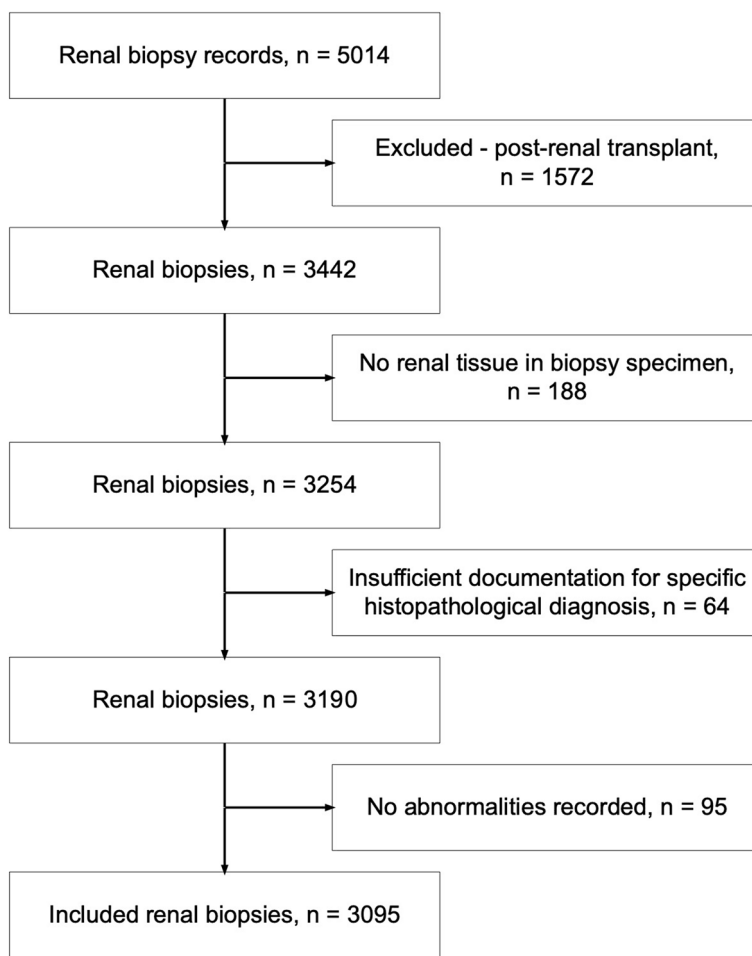 Renal biopsy records, n = 5014
Excluded - post-renal transplant,
n = 1572
Renal biopsies, n = 3442
No renal tissue in biopsy specimen,
n = 188
Renal biopsies, n = 3254
Insufficient documentation for specific
histopathological diagnosis, n = 64
Renal biopsies, n = 3190
No abnormalities recorded, n = 95
Included renal biopsies, n = 3095